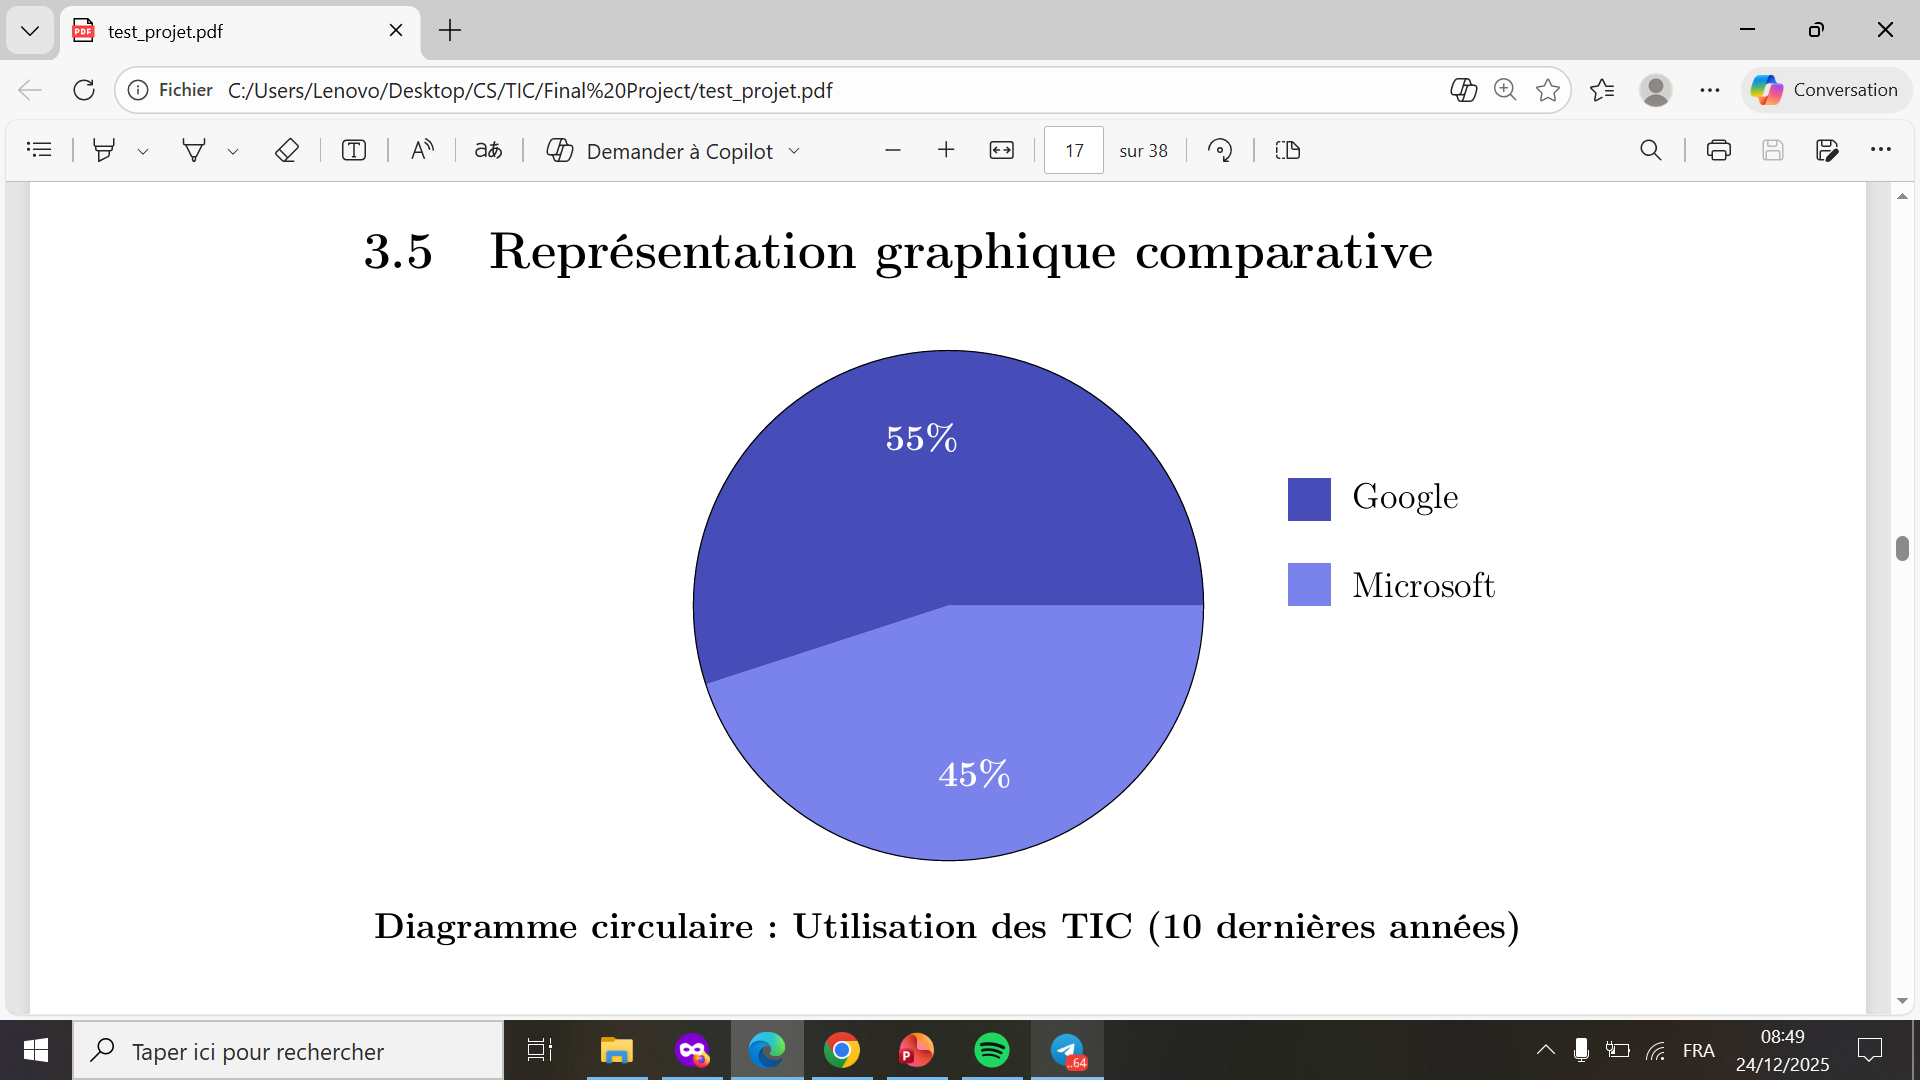 test_projet.pdf
Fichier C:/Users/Lenovo/Desktop/CS/TIC/Final%20Project/test_projet.pdf
Conversation
Demander à Copilot
17 sur 38
3.5 Représentation graphique comparative
55%
Google
Microsoft
45%
Diagramme circulaire : Utilisation des TIC (10 dernières années)
Taper ici pour rechercher
..64
FRA
08:49
24/12/2025